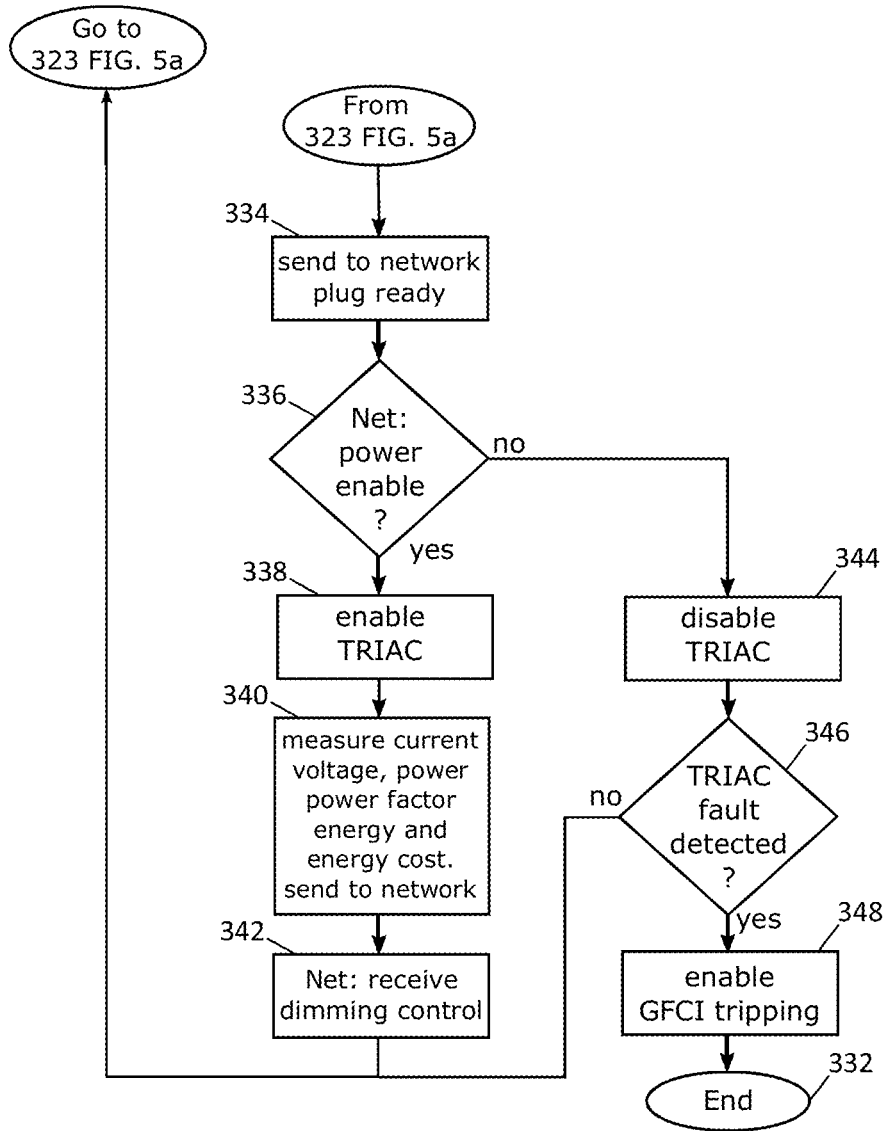 Go to
323 FIG. 5a
From
323 FIG. 5a
334
send to network
plug ready
336
Net:
power
enable
?
no
yes
338
enable
TRIAC
344
disable
TRIAC
340
measure current
voltage, power
power factor
energy and
energy cost.
send to network
346
TRIAC
fault
detected
?
no
yes
342
Net: receive
dimming control
348
enable
GFCI tripping
332
End